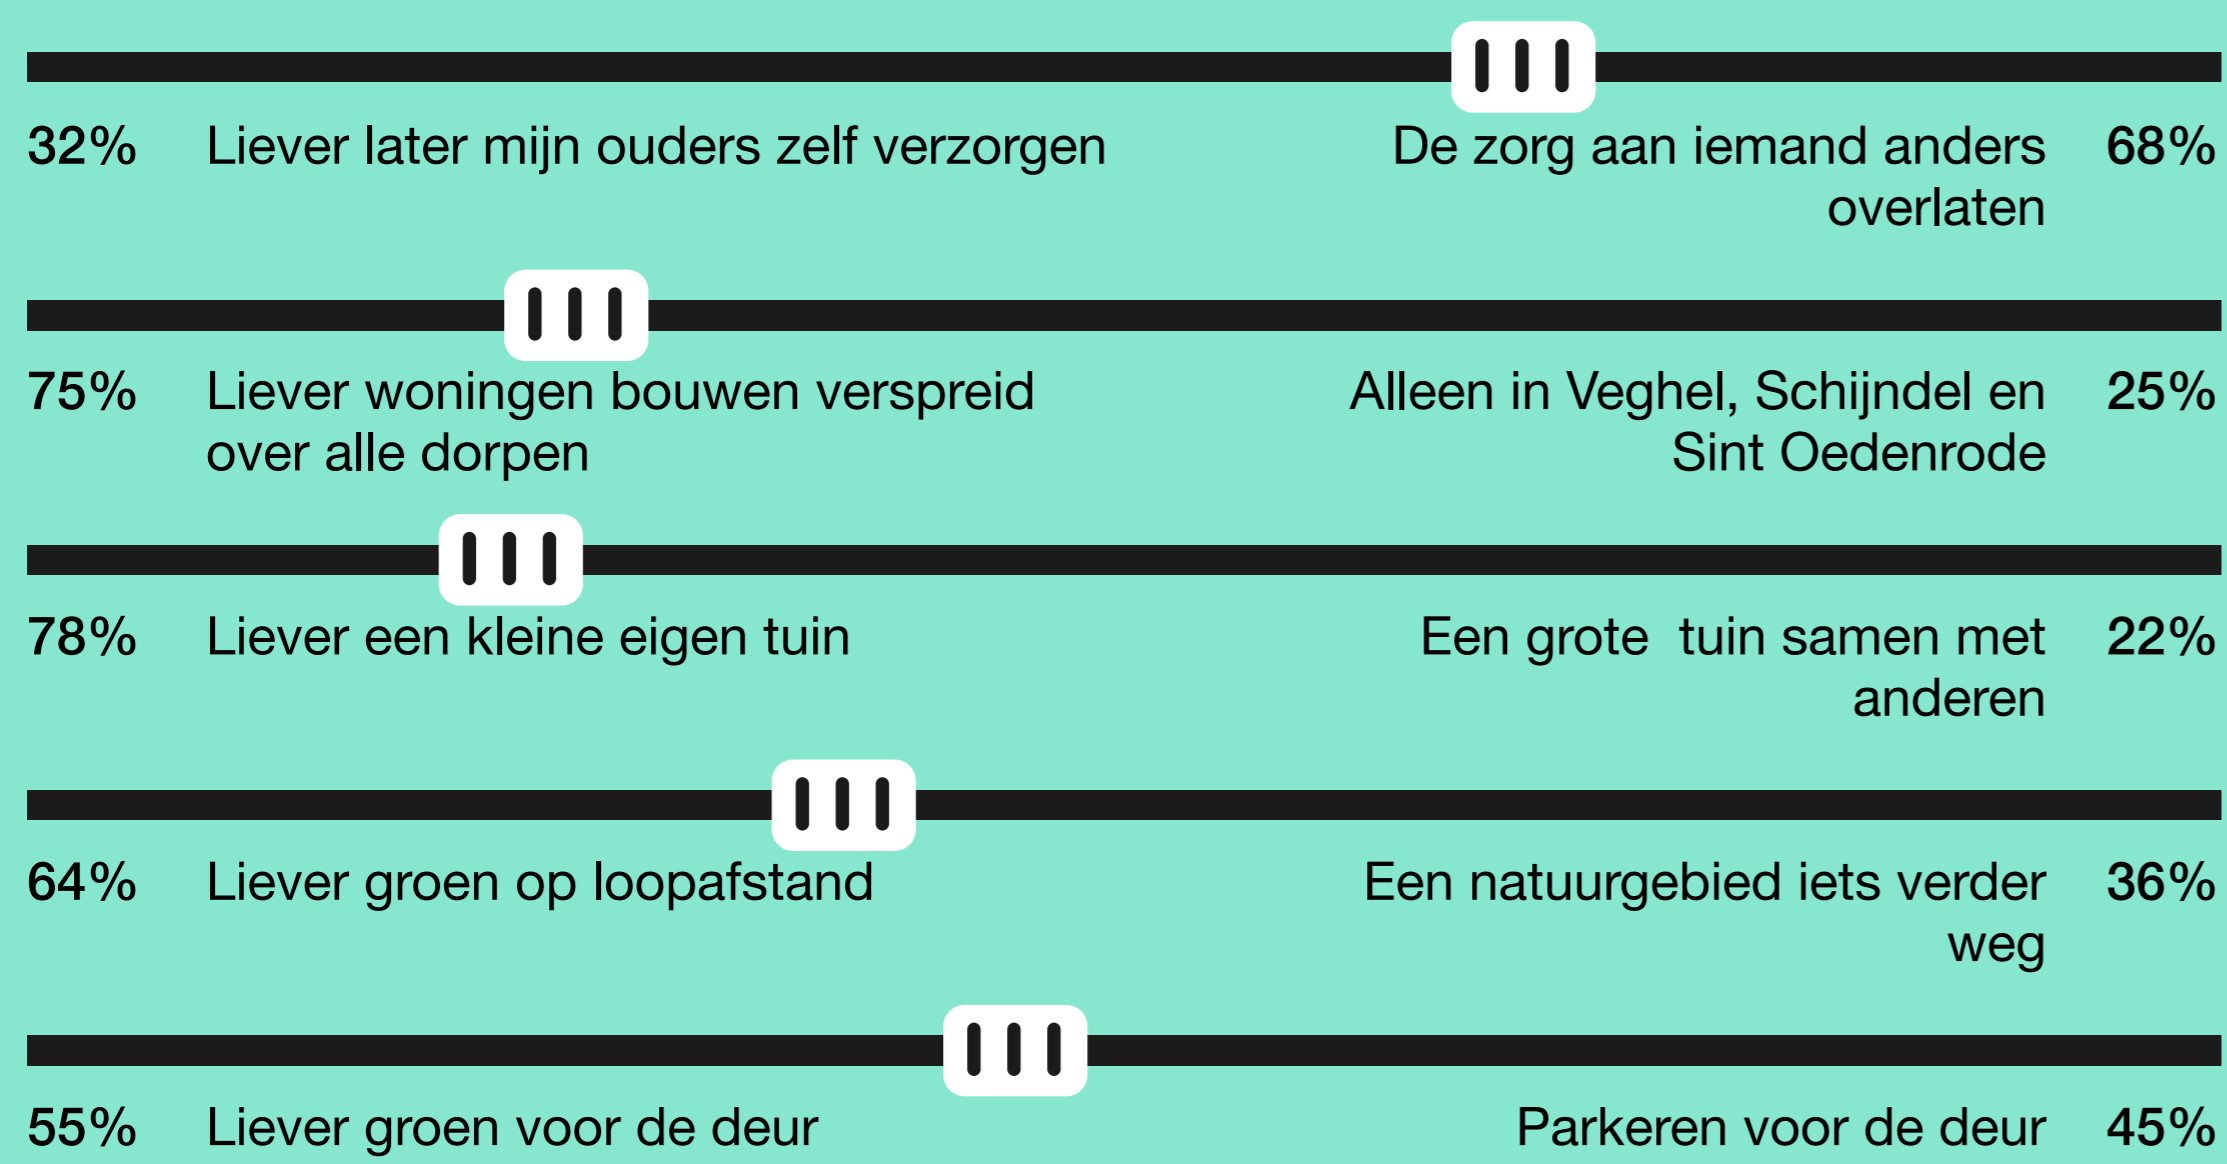 32% Liever later mijn ouders zelf verzorgen De zorg aan iemand anders 68%
overlaten
75% Liever woningen bouwen verspreid Alleen in Veghel, Schijndel en 25%
over alle dorpen Sint Oedenrode
78% Liever een kleine eigen tuin Een grote  tuin samen met 22%
anderen
64% Liever groen op loopafstand Een natuurgebied iets verder 36%
weg
55% Liever groen voor de deur Parkeren voor de deur 45%